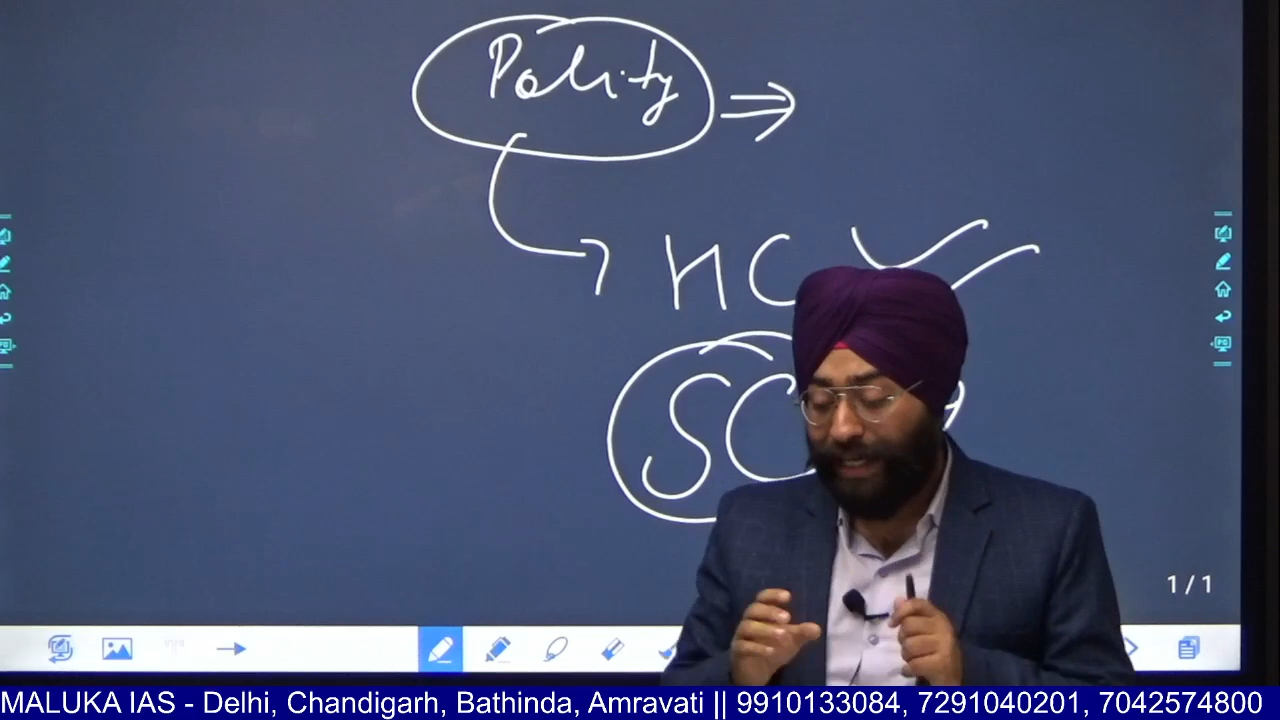 Polity
HC
SC
1 / 1
MALUKA IAS - Delhi, Chandigarh, Bathinda, Amravati || 9910133084, 7291040201, 7042574800